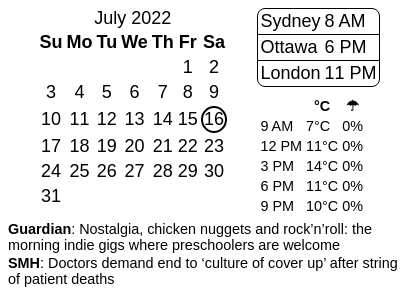 July 2022
Su Mo Tu We Th Fr Sa
1 2
3 4 5 6 7 8 9
10 11 12 13 14 15 16
17 18 19 20 21 22 23
24 25 26 27 28 29 30
31
Sydney 8 AM
Ottawa 6 PM
London 11 PM
°C ☂
9 AM 7°C 0%
12 PM 11°C 0%
3 PM 14°C 0%
6 PM 11°C 0%
9 PM 10°C 0%
Guardian: Nostalgia, chicken nuggets and rock’n’roll: the
morning indie gigs where preschoolers are welcome
SMH: Doctors demand end to ‘culture of cover up’ after string
of patient deaths